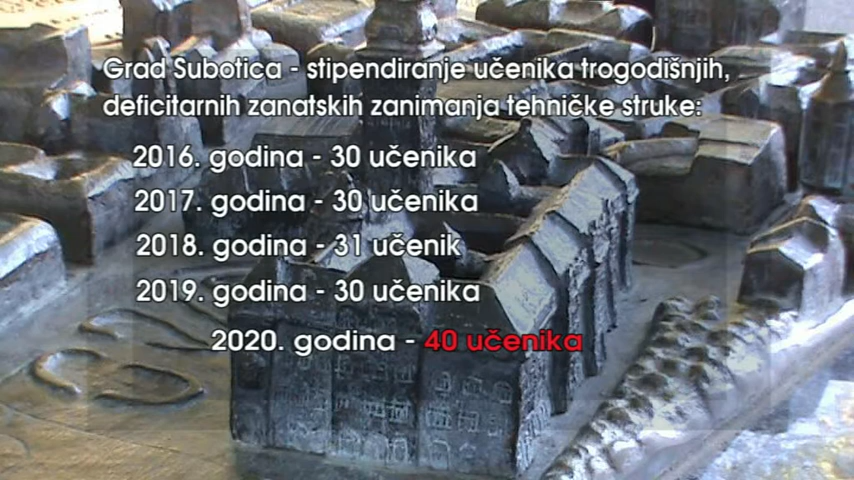 Grad Subotica - stipendiranje učenika trogodišnjih,
deficitarnih zanatskih zanimanja tehničke struke:
2016. godina - 30 učenika
2017. godina - 30 učenika
2018. godina - 31 učenik
2019. godina - 30 učenika
2020. godina - 40 učenika